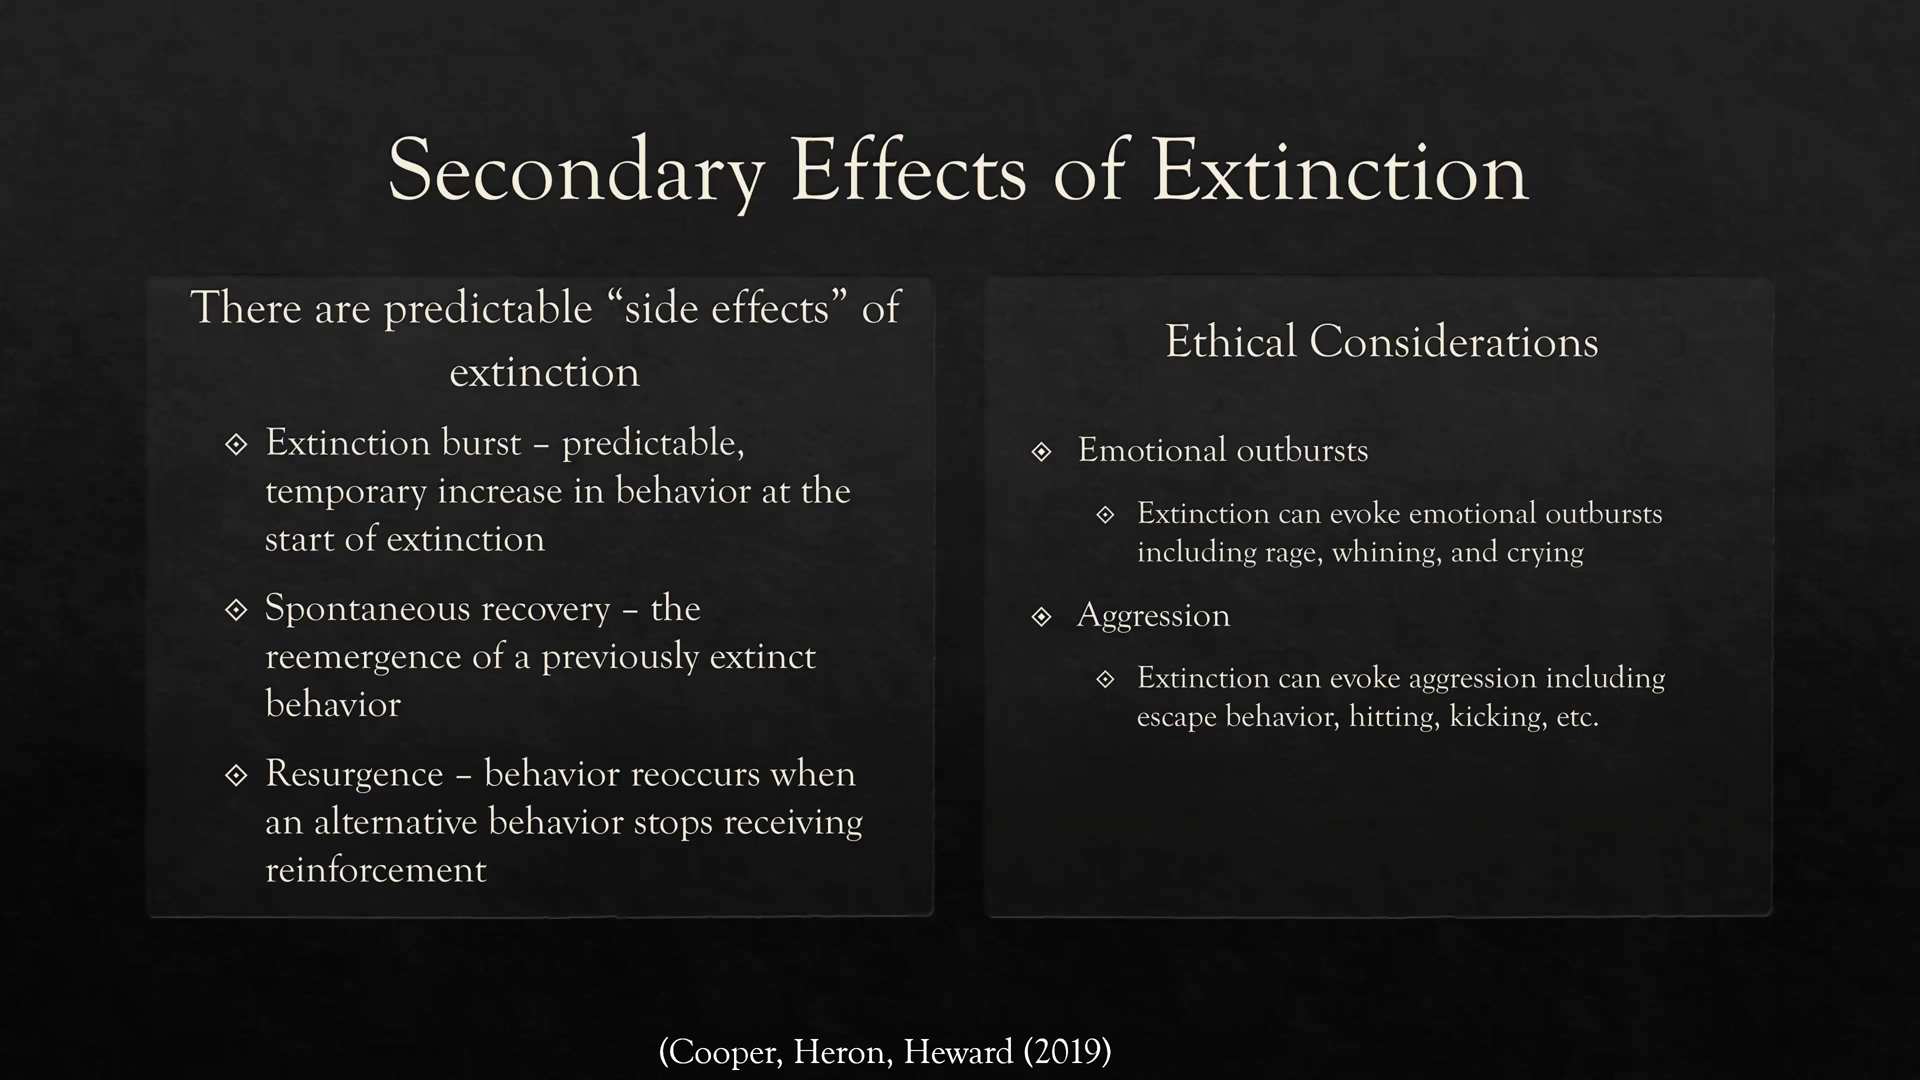 Secondary Effects of Extinction
There are predictable “side effects” of
extinction
Extinction burst – predictable,
temporary increase in behavior at the
start of extinction
Spontaneous recovery – the
reemergence of a previously extinct
behavior
Resurgence – behavior reoccurs when
an alternative behavior stops receiving
reinforcement
Ethical Considerations
Emotional outbursts
Extinction can evoke emotional outbursts
including rage, whining, and crying
Aggression
Extinction can evoke aggression including
escape behavior, hitting, kicking, etc.
(Cooper, Heron, Heward (2019)